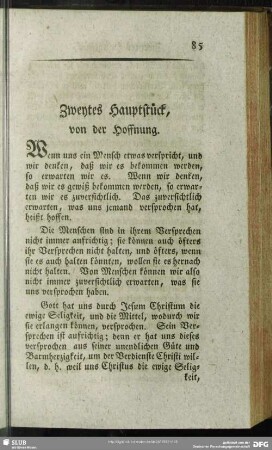 85
Zweytes Hauptstück,
von der Hoffnung.
Wenn uns ein Mensch etwas verspricht, und
wir denken, daß wir es bekommen werden,
so erwarten wir es. Wenn wir denken,
daß wir es gewiß bekommen werden, so erwar-
ten wir es zuversichtlich. Das zuversichtlich
erwarten, was uns jemand versprochen hat,
heißt hoffen.
Die Menschen sind in ihrem Versprechen
nicht immer aufrichtig; sie können auch öfters
ihr Versprechen nicht halten, und öfters, wenn
sie es auch halten könnten, wollen sie es hernach
nicht halten. Von Menschen können wir also
nicht immer zuversichtlich erwarten, was sie
uns versprochen haben.
Gott hat uns durch Jesum Christum die
ewige Seligkeit, und die Mittel, wodurch wir
sie erlangen können, versprochen. Sein Ver-
sprechen ist aufrichtig; denn er hat uns dieses
versprochen aus seiner unendlichen Güte und
Barmherzigkeit, um der Verdienste Christi wil-
len, d. h. weil uns Christus die ewige Selig-
keit,
SLUB
DFG